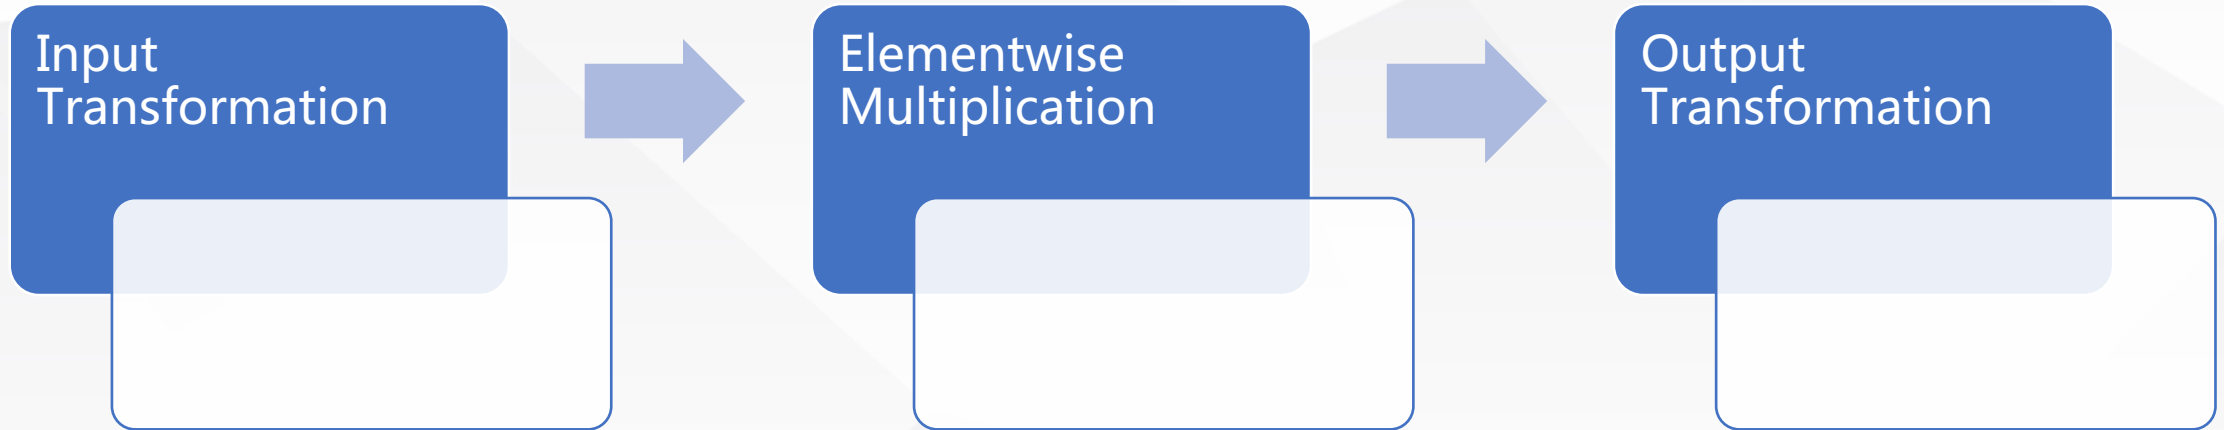 Input
Transformation
Elementwise
Multiplication
Output
Transformation